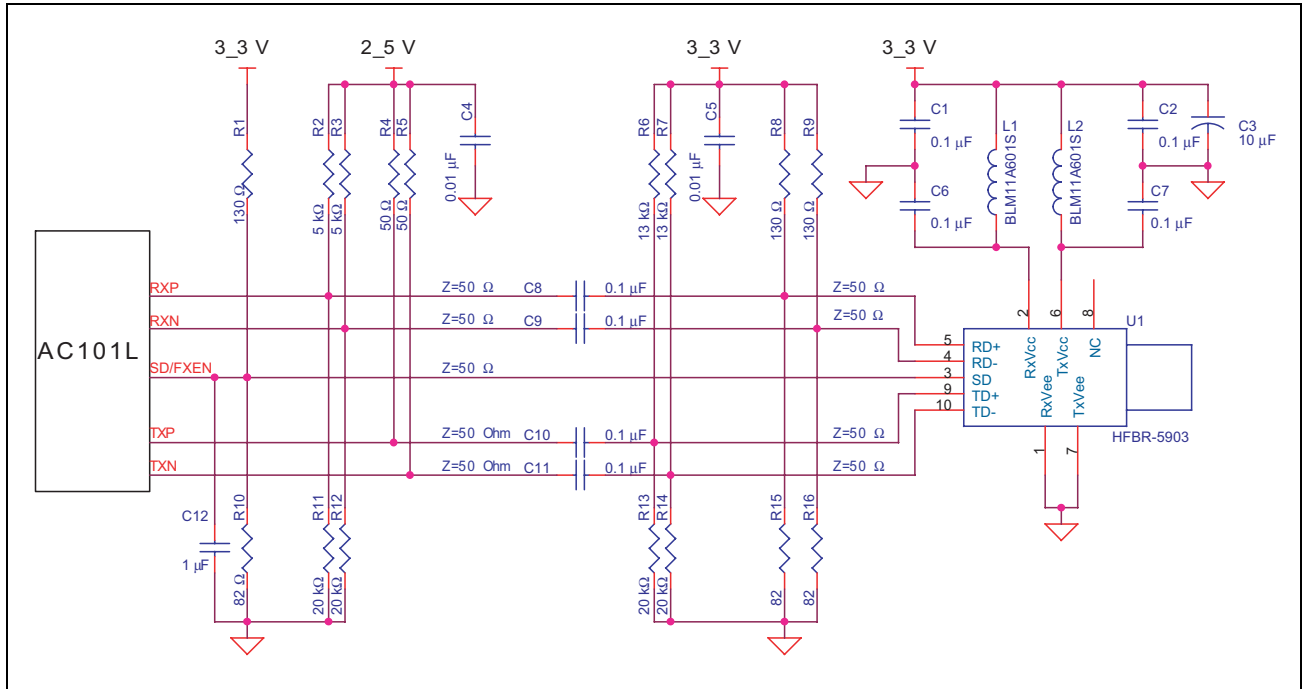 3_3 V
2_5 V
3_3 V
3_3 V
R1
130 Ω
R2
5 kΩ
R3
5 kΩ
R4
50 Ω
R5
50 Ω
C4
0.01 µF
R6
13 kΩ
R7
13 kΩ
C5
0.01 µF
R8
130 Ω
R9
130 Ω
C1
0.1 µF
C6
0.1 µF
L1
BLM11A601S
L2
BLM11A601S
C2
0.1 µF
C3
10 µF
C7
0.1 µF
AC101L
RXP
RXN
SD/FXEN
TXP
TXN
Z=50 Ω C8 0.1 µF Z=50 Ω
Z=50 Ω C9 0.1 µF Z=50 Ω
Z=50 Ω
Z=50 Ohm C10 0.1 µF Z=50 Ω
Z=50 Ohm C11 0.1 µF Z=50 Ω
2
6
8
U1
5 RD+
4 RD-
3 SD
9 TD+
10 TD-
RxVcc
TxVcc
NC
RxVee
TxVee
1
7
HFBR-5903
C12
1 µF
R10
82 Ω
R11
20 kΩ
R12
20 kΩ
R13
20 kΩ
R14
20 kΩ
R15
82
R16
82